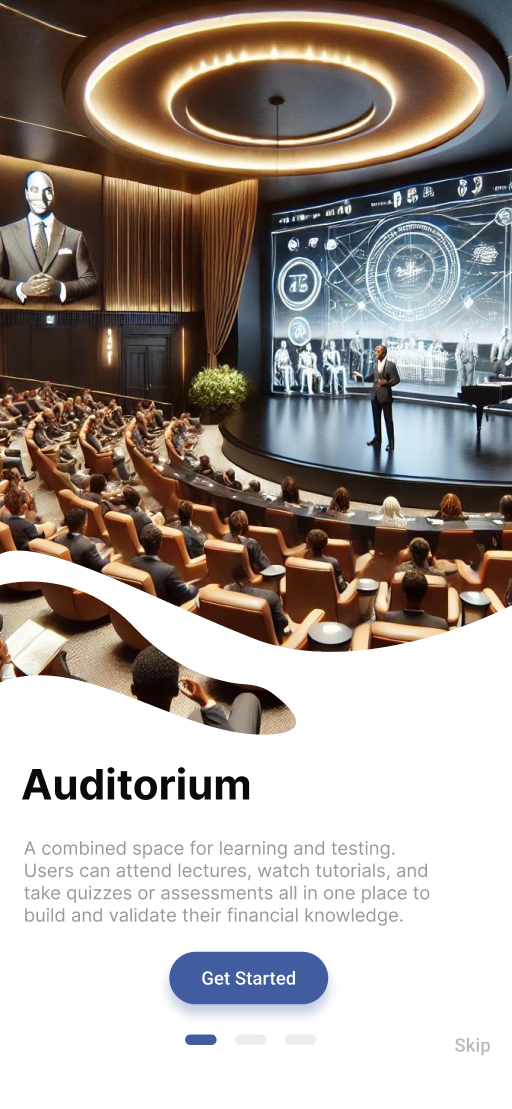 Auditorium
A combined space for learning and testing.
Users can attend lectures, watch tutorials, and
take quizzes or assessments all in one place to
build and validate their financial knowledge.
Get Started
Skip